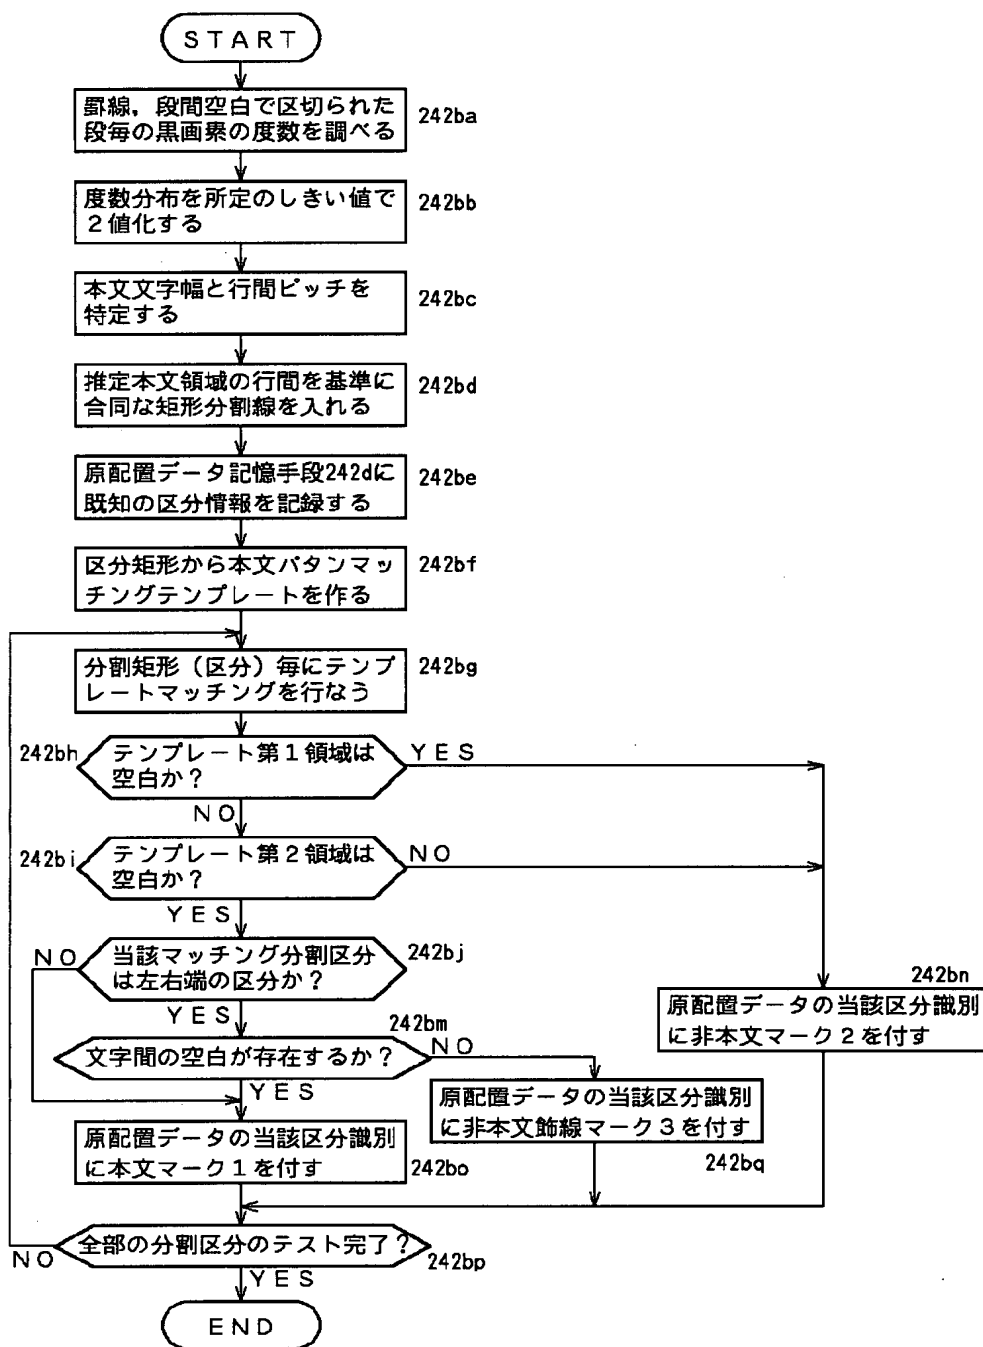 START
罫線，段間空白で区切られた
段毎の黒画素の度数を調べる
242ba
度数分布を所定のしきい値で
２値化する
242bb
本文文字幅と行間ピッチを
特定する
242bc
推定本文領域の行間を基準に
合同な矩形分割線を入れる
242bd
原配置データ記憶手段242dに
既知の区分情報を記録する
242be
区分矩形から本文パタンマッ
チングテンプレートを作る
242bf
分割矩形（区分）毎にテンプ
レートマッチングを行なう
242bg
242bh
テンプレート第１領域は
空白か？
YES
NO
242bi
テンプレート第２領域は
空白か？
NO
YES
NO
当該マッチング分割区分
は左右端の区分か？
242bj
YES
242bm
文字間の空白が存在するか？
NO
YES
242bn
原配置データの当該区分識別
に非本文マーク２を付す
原配置データの当該区分識別
に非本文飾線マーク３を付す
242bq
原配置データの当該区分識別
に本文マーク１を付す
242bo
全部の分割区分のテスト完了？
NO
242bp
YES
END